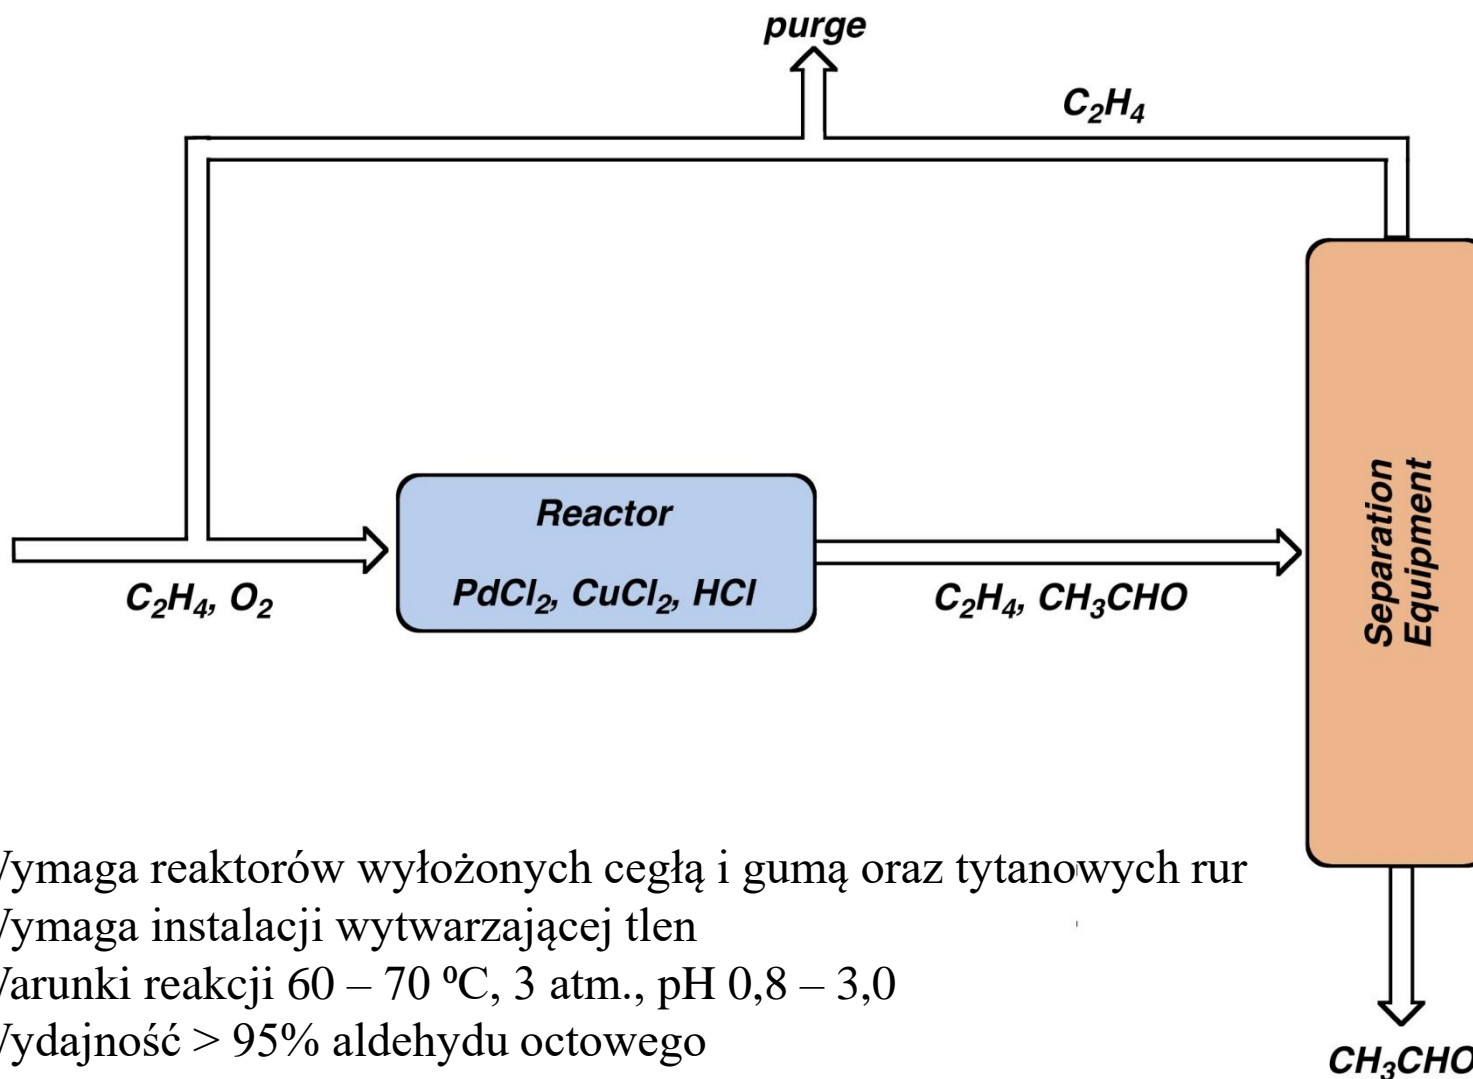 purge
C₂H₄
Reactor
PdCl₂, CuCl₂, HCl
C₂H₄, O₂
C₂H₄, CH₃CHO
Separation
Equipment
ymaga reaktorów wyłożonych cegłą i gumą oraz tytanowych rur
ymaga instalacji wytwarzającej tlen
arunki reakcji 60 – 70 ⁰C, 3 atm., pH 0,8 – 3,0
ydajność > 95% aldehydu octowego
CH₃CHO